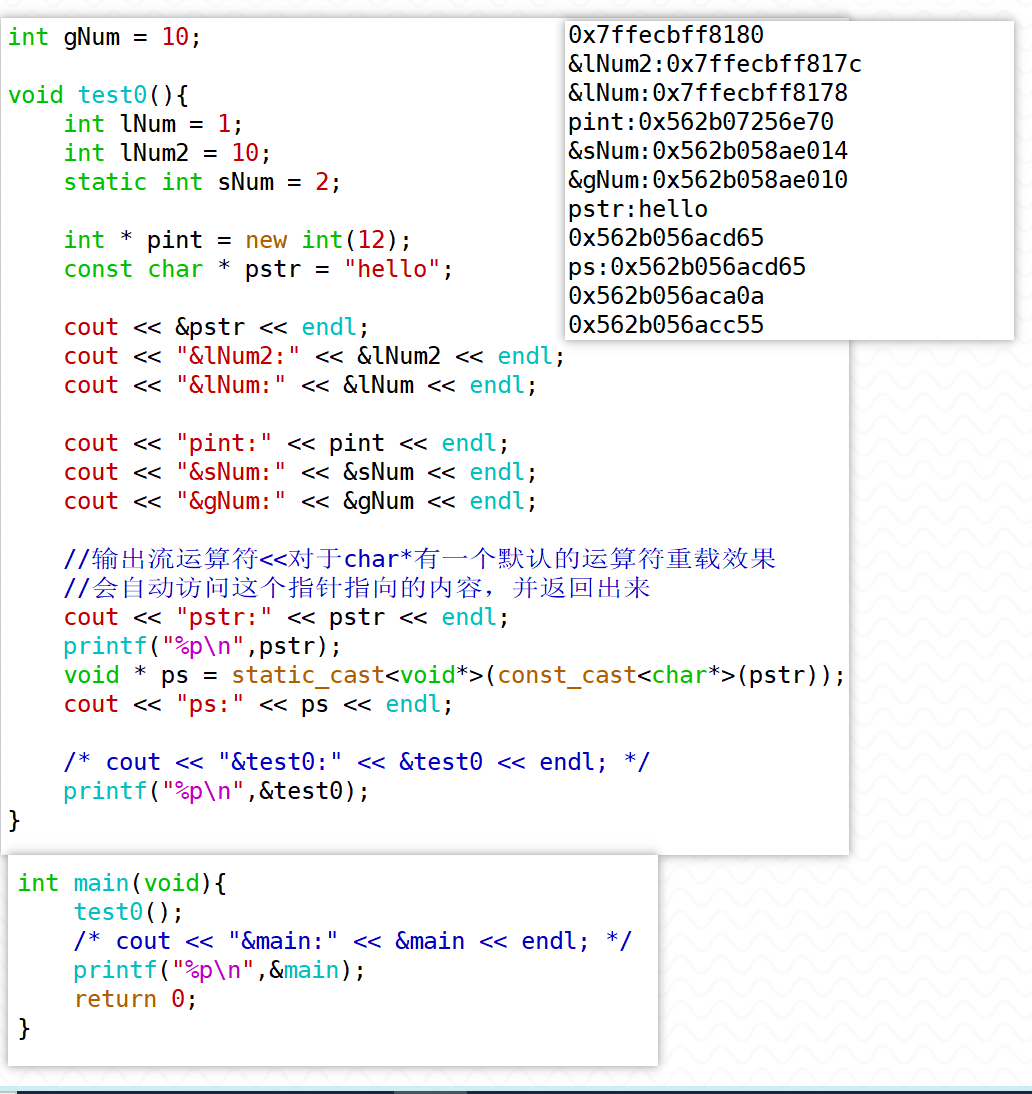 int gNum = 10;

void test0(){
    int lNum = 1;
    int lNum2 = 10;
    static int sNum = 2;

    int * pint = new int(12);
    const char * pstr = "hello";

    cout << &pstr << endl;
    cout << "&lNum2:" << &lNum2 << endl;
    cout << "&lNum:" << &lNum << endl;

    cout << "pint:" << pint << endl;
    cout << "&sNum:" << &sNum << endl;
    cout << "&gNum:" << &gNum << endl;

    //输出流运算符<<对于char*有一个默认的运算符重载效果
    //会自动访问这个指针指向的内容，并返回出来
    cout << "pstr:" << pstr << endl;
    printf("%p\n",pstr);
    void * ps = static_cast<void*>(const_cast<char*>(pstr));
    cout << "ps:" << ps << endl;

    /* cout << "&test0:" << &test0 << endl; */
    printf("%p\n",&test0);
}
0x7ffecbff8180
&lNum2:0x7ffecbff817c
&lNum:0x7ffecbff8178
pint:0x562b07256e70
&sNum:0x562b058ae014
&gNum:0x562b058ae010
pstr:hello
0x562b056acd65
ps:0x562b056acd65
0x562b056aca0a
0x562b056acc55
int main(void){
    test0();
    /* cout << "&main:" << &main << endl; */
    printf("%p\n",&main);
    return 0;
}